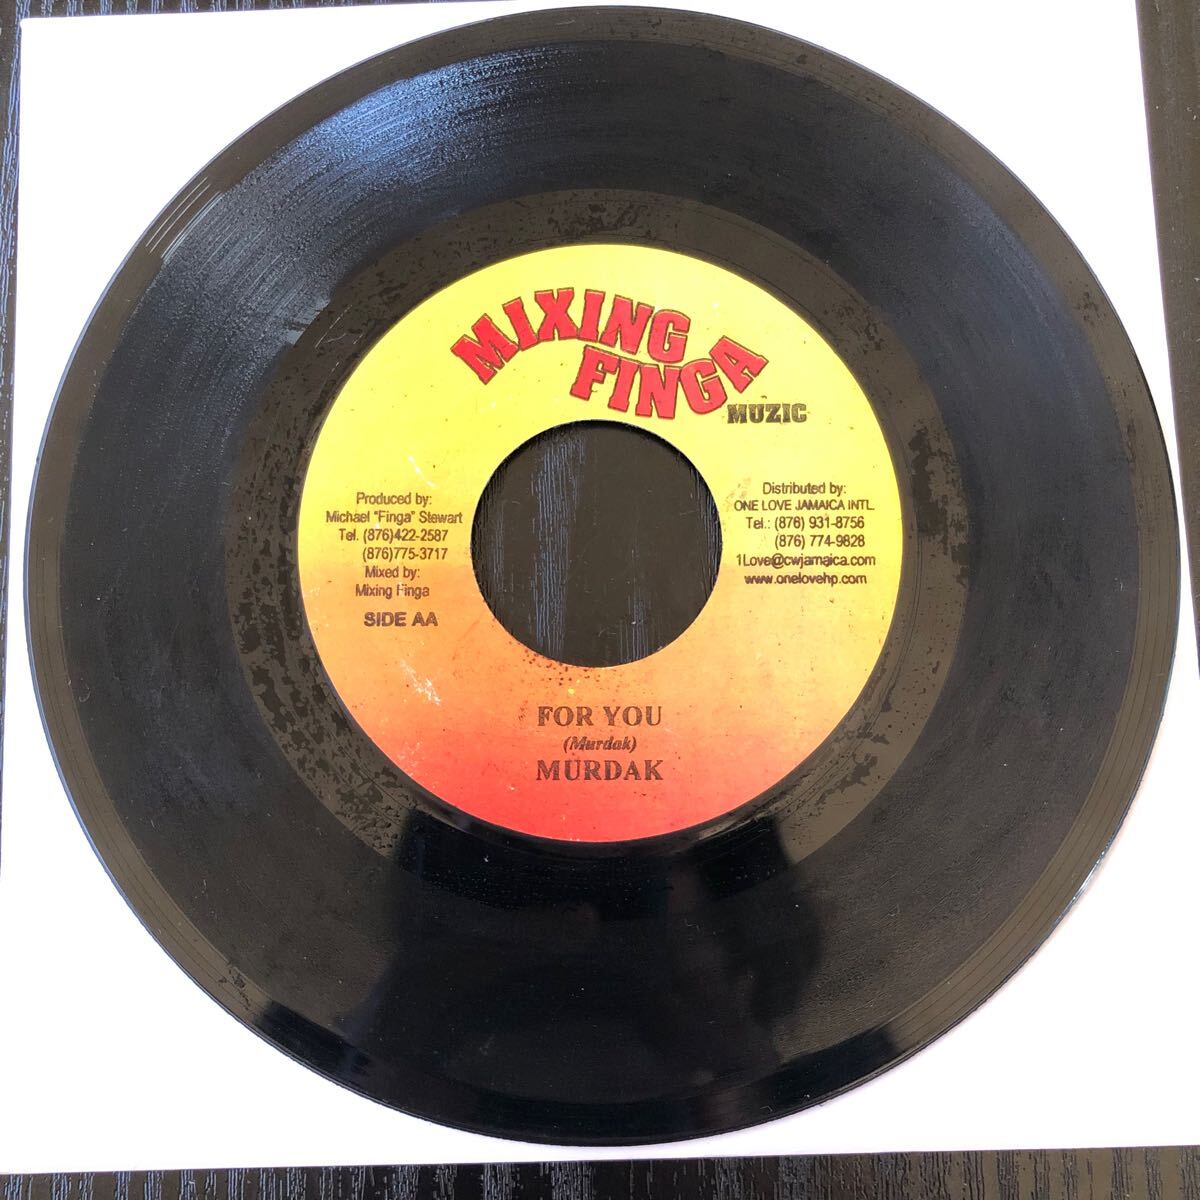 MIXING
FINGA
MUZIC
Produced by:
Michael "Finga" Stewart
Tel. (876)422-2587
(876)775-3717
Mixed by:
Mixing Finga
SIDE AA
Distributed by:
ONE LOVE JAMAICA INTL.
Tel.: (876) 931-8756
(876) 774-9828
1Love@cwjamaica.com
www.onelovehp.com
FOR YOU
(Murdak)
MURDAK